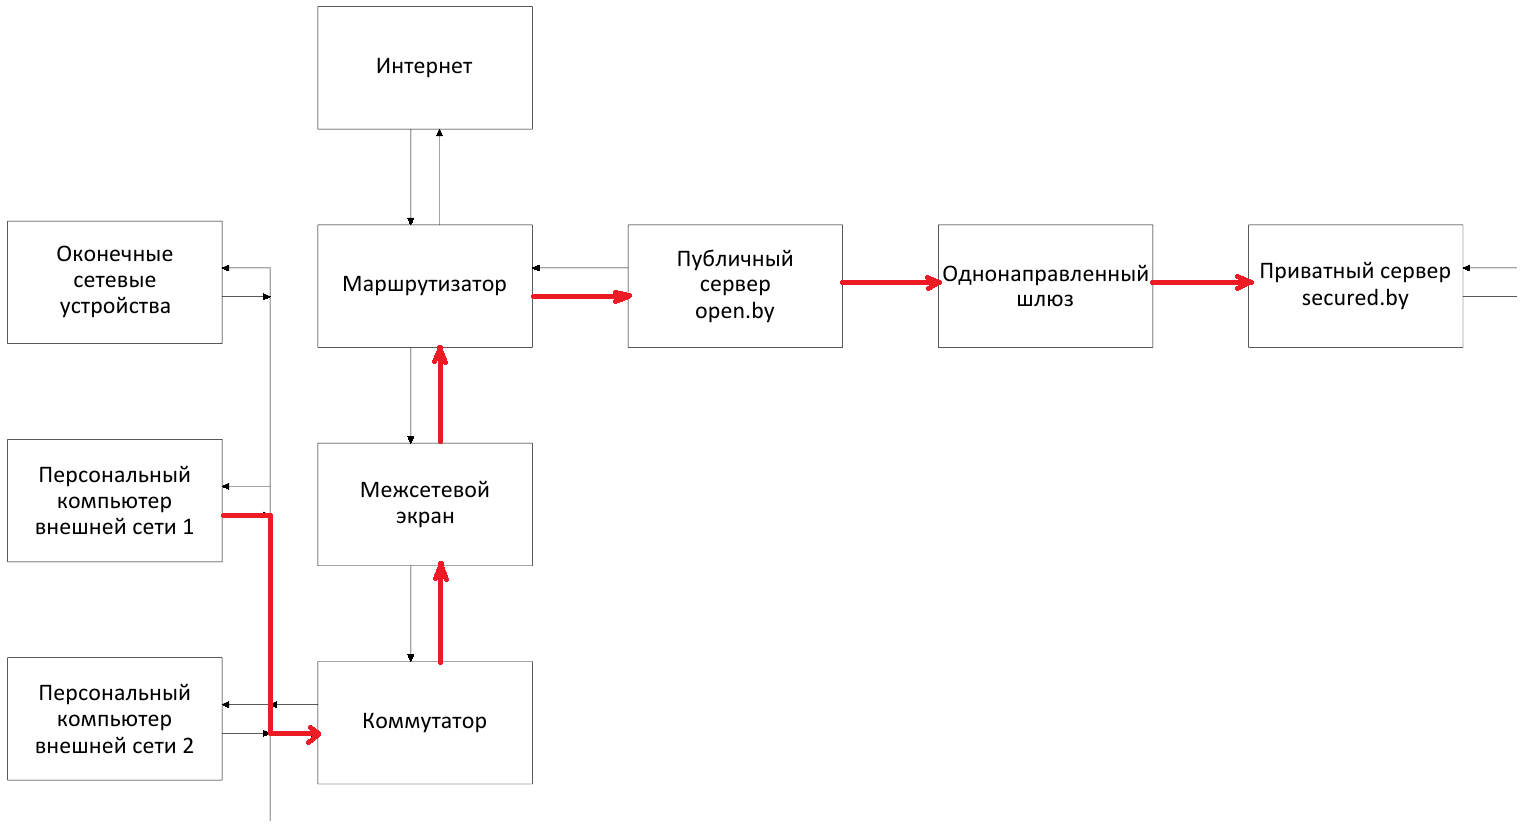 Интернет
Оконечные
сетевые
устройства
Маршрутизатор
Публичный
сервер
open.by
Однонаправленный
шлюз
Приватный сервер
secured.by
Персональный
компьютер
внешней сети 1
Межсетевой
экран
Персональный
компьютер
внешней сети 2
Коммутатор